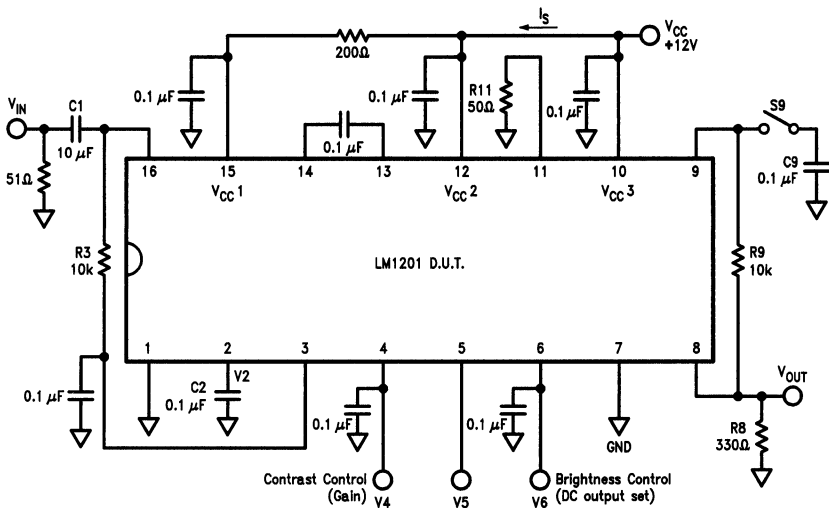 I_S
V_CC
+12V
200Ω
0.1 µF
0.1 µF
R11
50Ω
0.1 µF
S9
V_IN
C1
10 µF
0.1 µF
C9
0.1 µF
51Ω
16 15 14 13 12 11 10 9
V_CC 1 V_CC 2 V_CC 3
R3
10k
LM1201 D.U.T.
R9
10k
1 2 3 4 5 6 7 8
V2
0.1 µF
C2
0.1 µF
0.1 µF
0.1 µF
GND
V_OUT
R8
330Ω
Contrast Control
(Gain)
V4
V5
V6
Brightness Control
(DC output set)